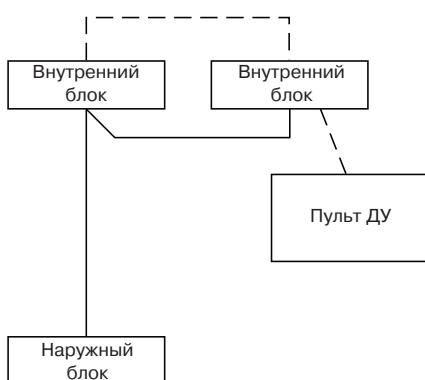 Внутренний
блок
Внутренний
блок
Пульт ДУ
Наружный
блок